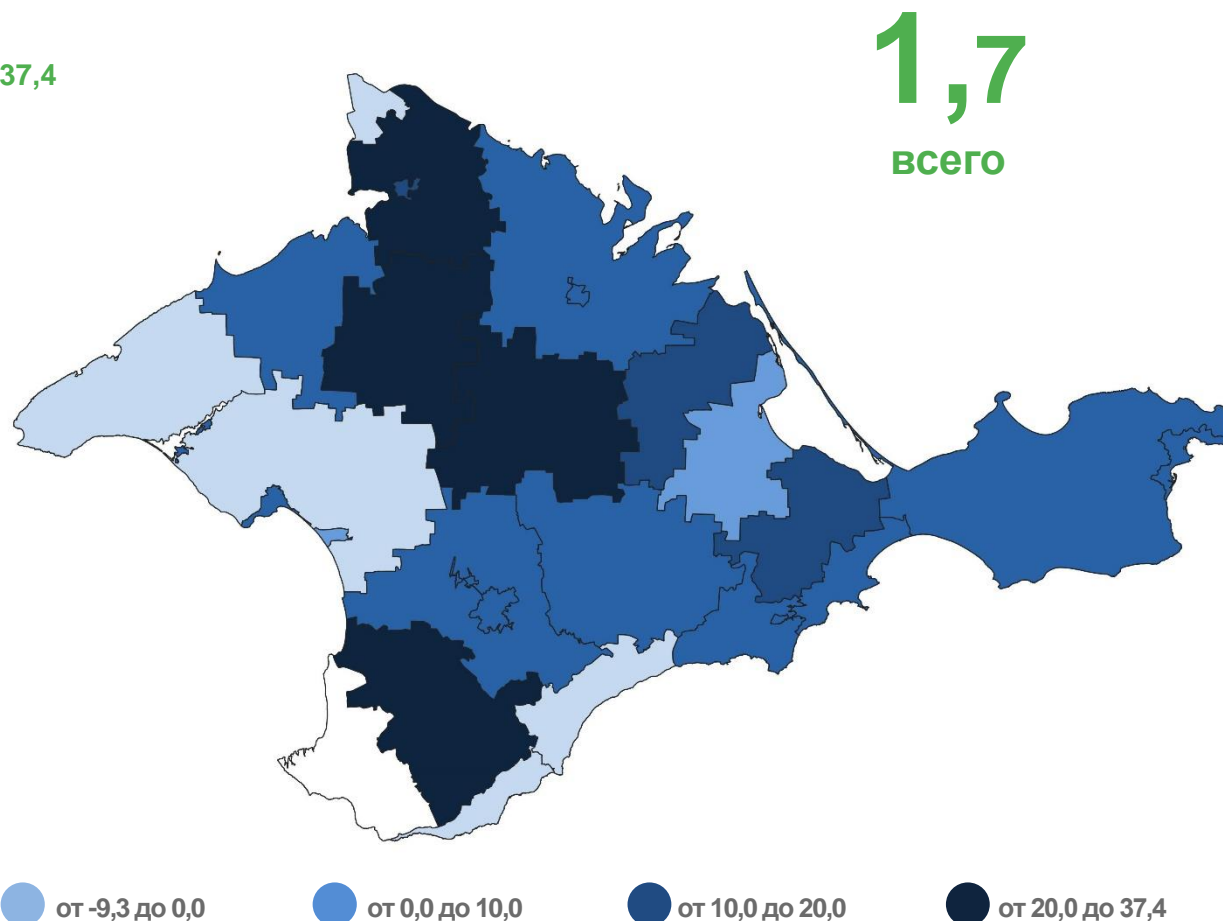 37,4
1,7
всего
от -9,3 до 0,0
от 0,0 до 10,0
от 10,0 до 20,0
от 20,0 до 37,4